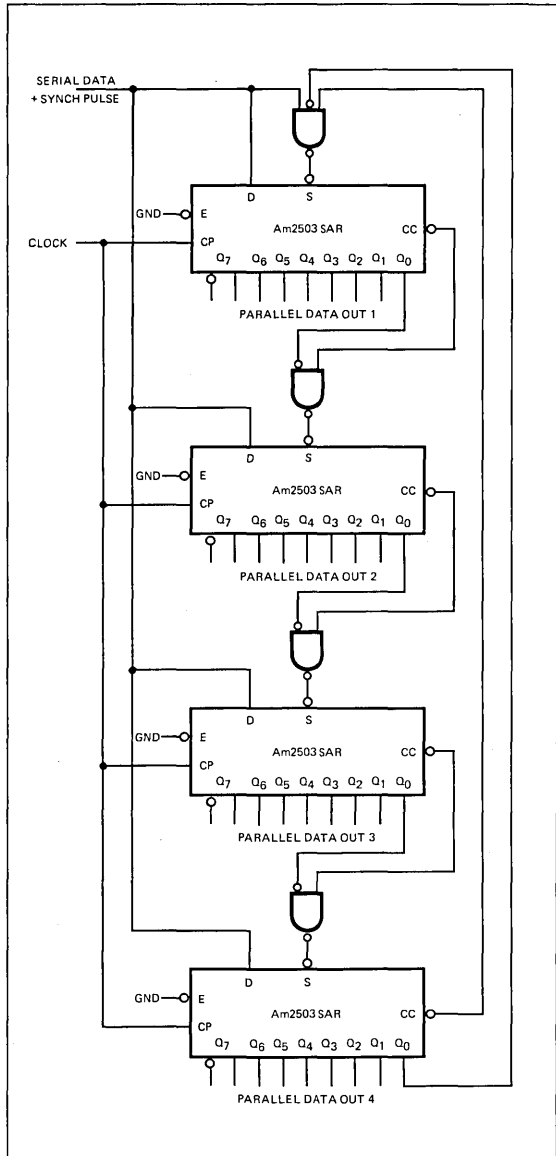 SERIAL DATA
+ SYNCH PULSE
D S
GND E
Am2503 SAR CC
CLOCK CP
Q7 Q6 Q5 Q4 Q3 Q2 Q1 Q0
PARALLEL DATA OUT 1
D S
GND E
Am2503 SAR CC
CP
Q7 Q6 Q5 Q4 Q3 Q2 Q1 Q0
PARALLEL DATA OUT 2
D S
GND E
Am2503 SAR CC
CP
Q7 Q6 Q5 Q4 Q3 Q2 Q1 Q0
PARALLEL DATA OUT 3
D S
GND E
Am2503 SAR CC
CP
Q7 Q6 Q5 Q4 Q3 Q2 Q1 Q0
PARALLEL DATA OUT 4